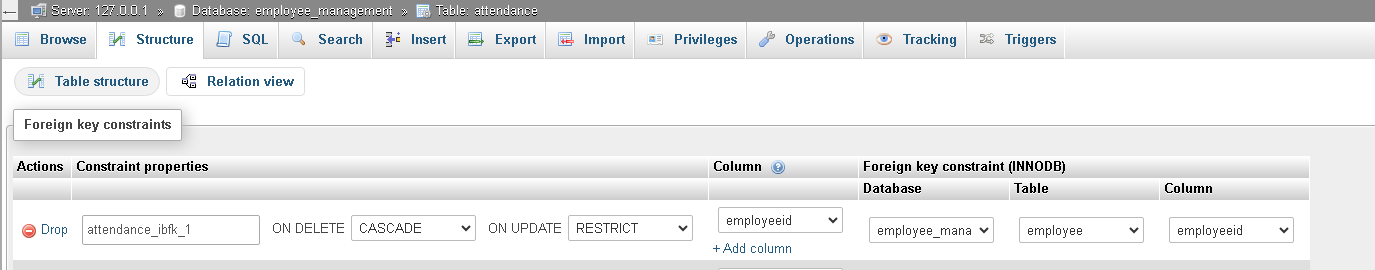 Server: 127.0.0.1 » Database: employee_management » Table: attendance
Browse Structure SQL Search Insert Export Import Privileges Operations Tracking Triggers
Table structure Relation view
Foreign key constraints
Actions Constraint properties Column Foreign key constraint (INNODB)
Database Table Column
Drop attendance_ibfk_1 ON DELETE CASCADE ON UPDATE RESTRICT employeeid employee_mana employee employeeid
+ Add column